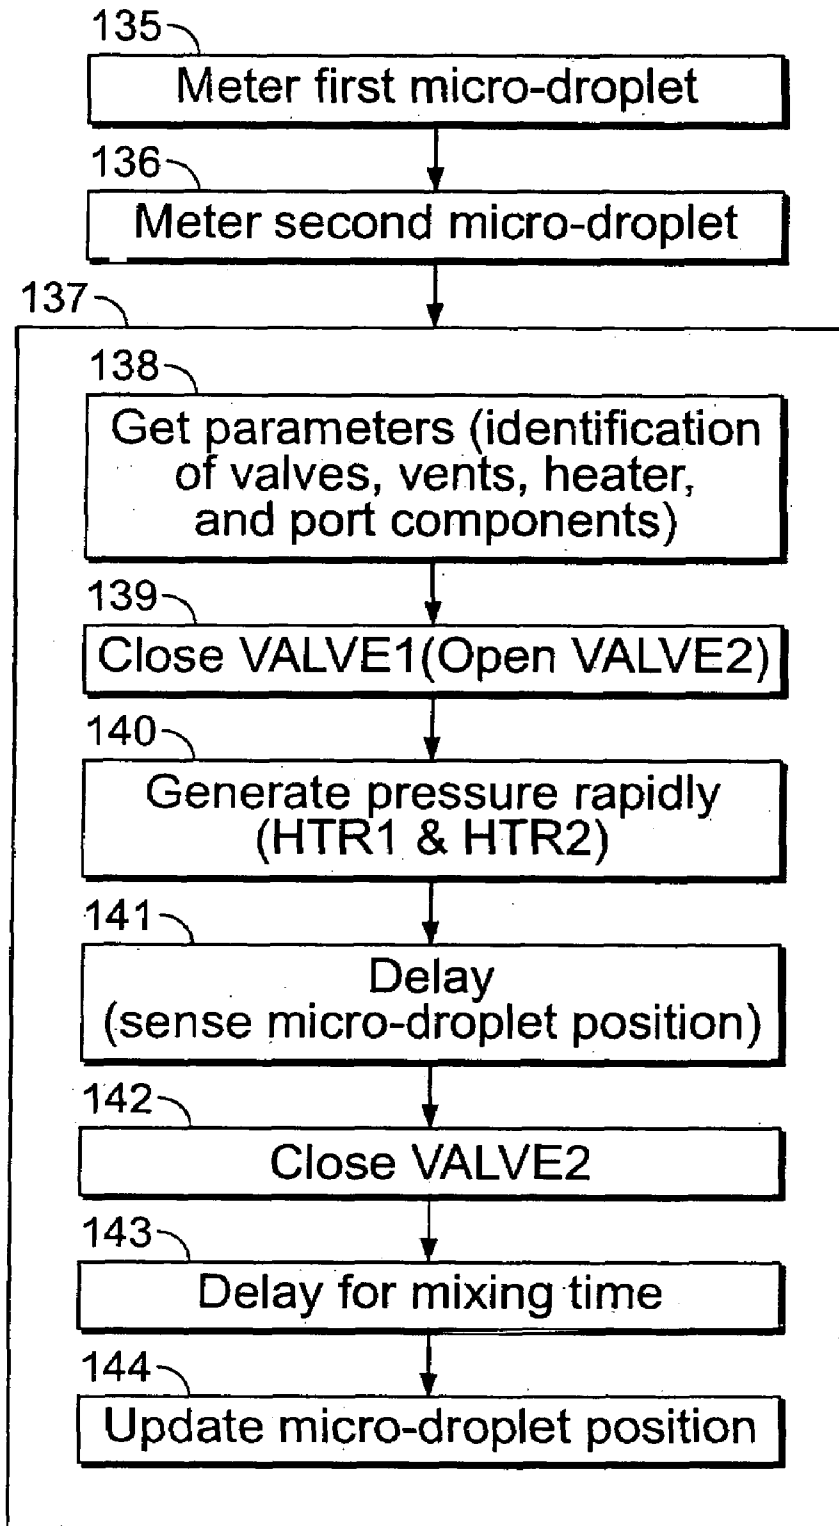 135
Meter first micro-droplet
136
Meter second micro-droplet
137
138
Get parameters (identification
of valves, vents, heater,
and port components)
139
Close VALVE1(Open VALVE2)
140
Generate pressure rapidly
(HTR1 & HTR2)
141
Delay
(sense micro-droplet position)
142
Close VALVE2
143
Delay for mixing time
144
Update micro-droplet position